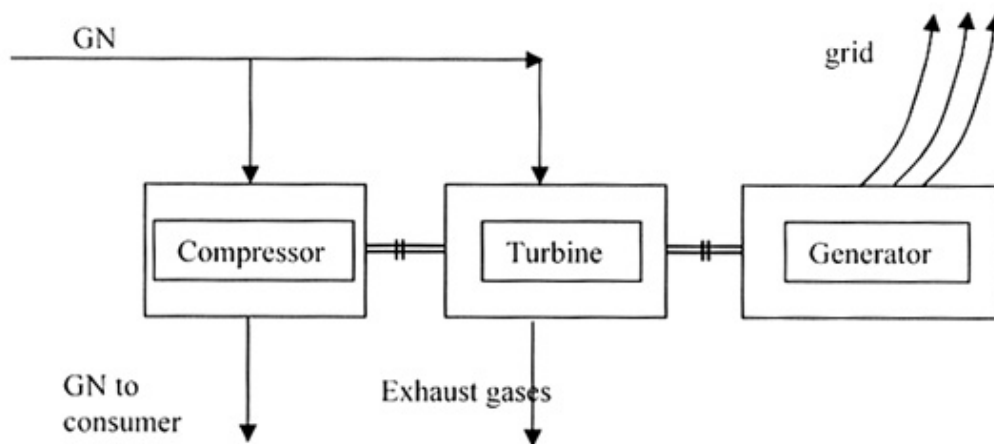 GN
grid
Compressor
Turbine
Generator
GN to
consumer
Exhaust gases